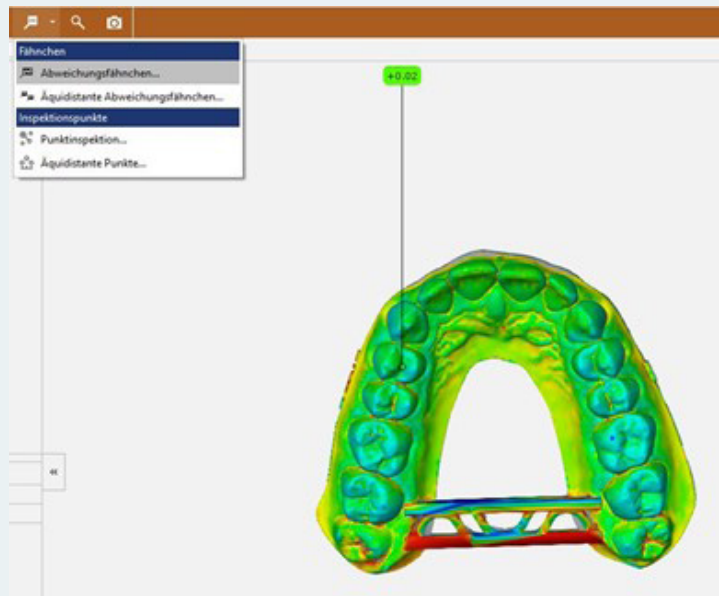 Fähnchen
Abweichungsfähnchen...
Äquidistante Abweichungsfähnchen...
Inspektionspunkte
Punktinspektion...
Äquidistante Punkte...
+0.02
«